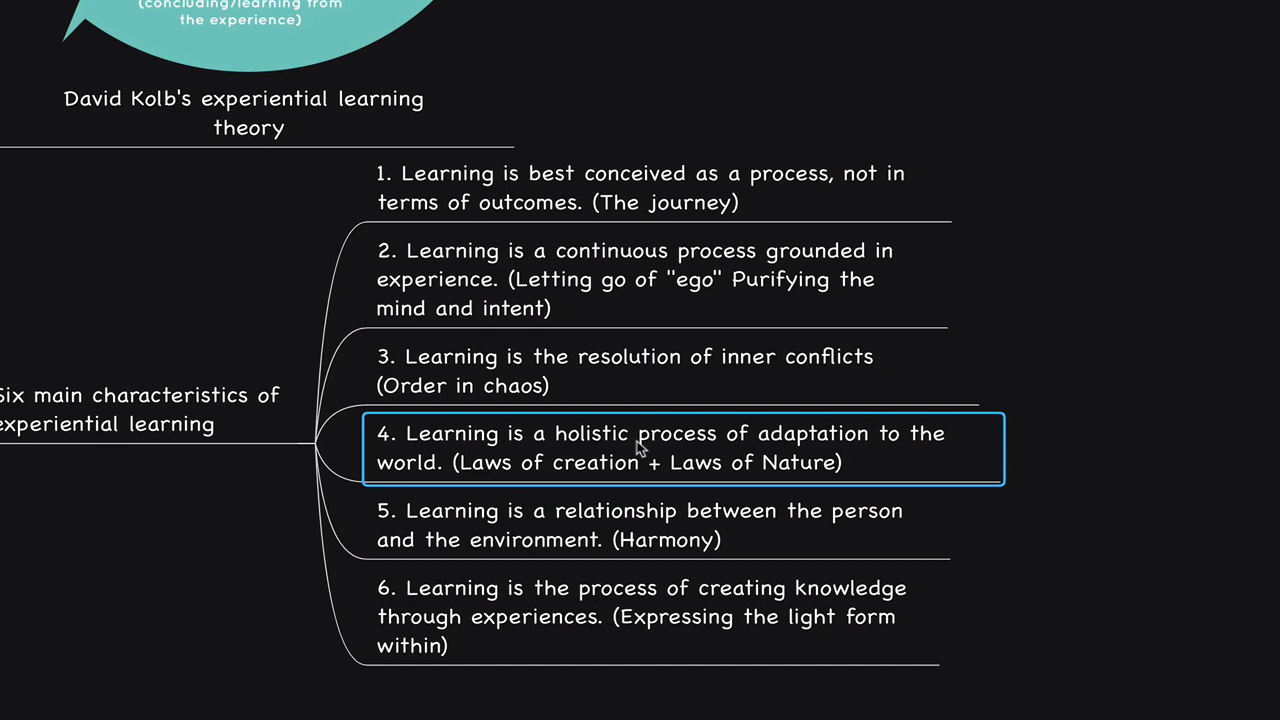 (concluding/learning from
the experience)
David Kolb's experiential learning
theory
1. Learning is best conceived as a process, not in
terms of outcomes. (The journey)
2. Learning is a continuous process grounded in
experience. (Letting go of "ego" Purifying the
mind and intent)
3. Learning is the resolution of inner conflicts
(Order in chaos)
Six main characteristics of
experiential learning
4. Learning is a holistic process of adaptation to the
world. (Laws of creation + Laws of Nature)
5. Learning is a relationship between the person
and the environment. (Harmony)
6. Learning is the process of creating knowledge
through experiences. (Expressing the light form
within)